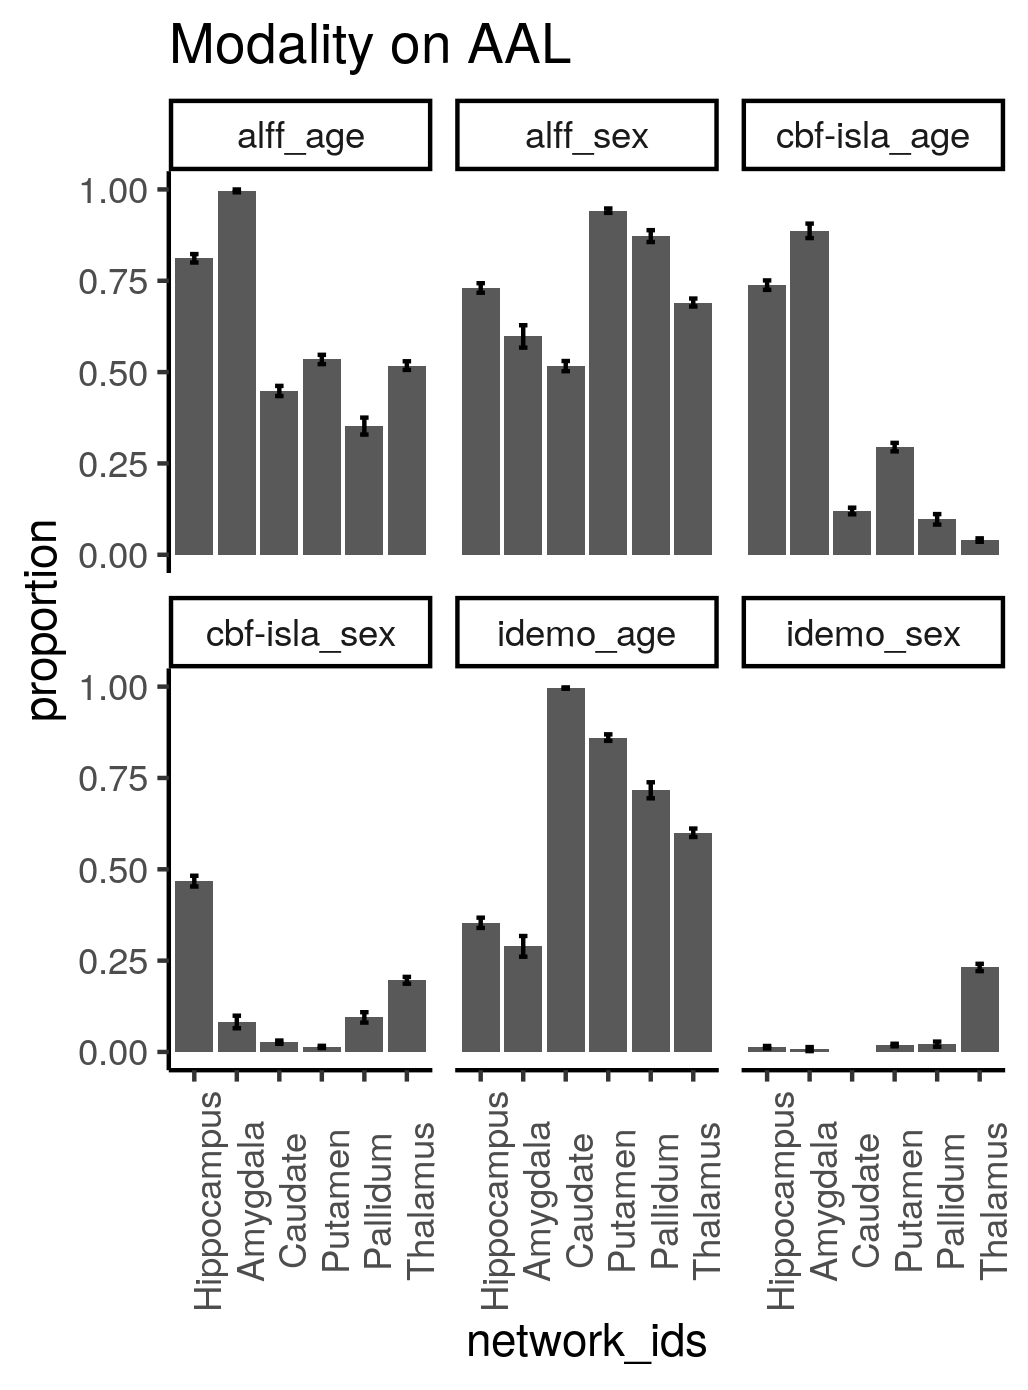 Modality on AAL
alff_age
alff_sex
cbf-isla_age
1.00
0.75
0.50
0.25
0.00
proportion
cbf-isla_sex
idemo_age
idemo_sex
1.00
0.75
0.50
0.25
0.00
Hippocampus
Amygdala
Caudate
Putamen
Pallidum
Thalamus
Hippocampus
Amygdala
Caudate
Putamen
Pallidum
Thalamus
Hippocampus
Amygdala
Caudate
Putamen
Pallidum
Thalamus
network_ids